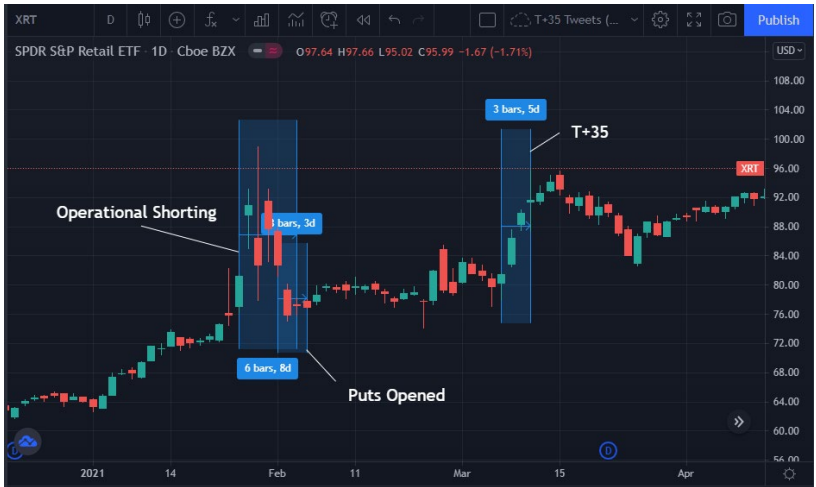 XRT D fx T+35 Tweets (... Publish
SPDR S&P Retail ETF · 1D · Cboe BZX O97.64 H97.66 L95.02 C95.99 −1.67 (−1.71%) USD
108.00
3 bars, 5d
104.00
T+35
100.00
XRT
96.00
92.00
Operational Shorting
bars, 3d
88.00
84.00
80.00
76.00
72.00
6 bars, 8d
68.00
Puts Opened
64.00
60.00
D D
56.00
2021 14 Feb 11 Mar 15 Apr